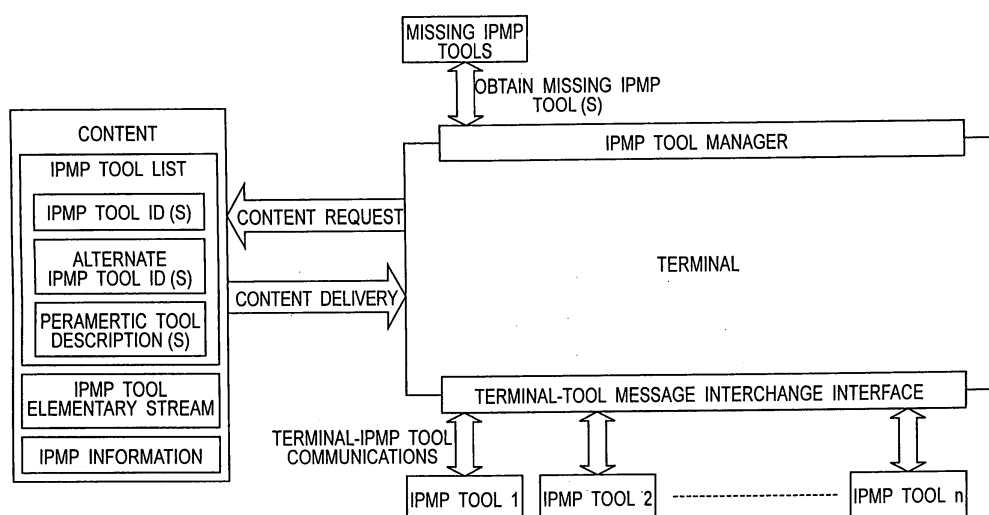 MISSING IPMP
TOOLS
OBTAIN MISSING IPMP
TOOL (S)
CONTENT
IPMP TOOL LIST
IPMP TOOL ID (S)
ALTERNATE
IPMP TOOL ID (S)
PERAMERTIC TOOL
DESCRIPTION (S)
IPMP TOOL
ELEMENTARY STREAM
IPMP INFORMATION
CONTENT REQUEST
CONTENT DELIVERY
IPMP TOOL MANAGER
TERMINAL
TERMINAL-TOOL MESSAGE INTERCHANGE INTERFACE
TERMINAL-IPMP TOOL
COMMUNICATIONS
IPMP TOOL 1
IPMP TOOL 2
IPMP TOOL n